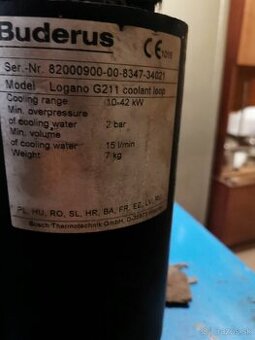 Buderus
CE
Ser.-Nr. 82000900-00-8347-34021
Model Logano G211 coolant loop
Cooling range 10-42 kW
Min. overpressure
of cooling water 2 bar
Min. volume
of cooling water 15 l/min
Weight 7 kg
PL, HU, RO, SL, HR, BA, FR, EE, LV,
Bosch Thermotechnik GmbH,